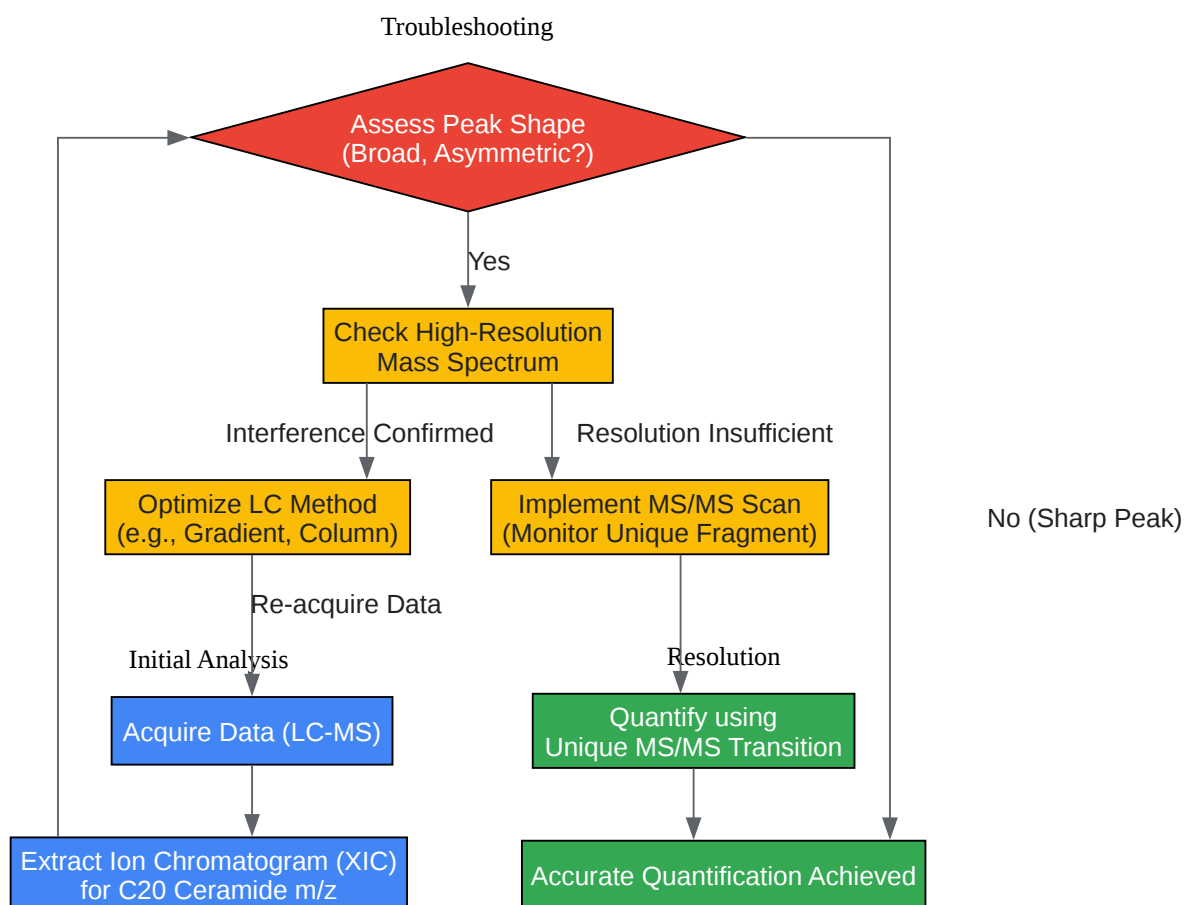 Troubleshooting
Assess Peak Shape
(Broad, Asymmetric?)
Yes
Check High-Resolution
Mass Spectrum
Interference Confirmed
Resolution Insufficient
Optimize LC Method
(e.g., Gradient, Column)
Implement MS/MS Scan
(Monitor Unique Fragment)
No (Sharp Peak)
Re-acquire Data
Initial Analysis
Resolution
Acquire Data (LC-MS)
Quantify using
Unique MS/MS Transition
Extract Ion Chromatogram (XIC)
for C20 Ceramide m/z
Accurate Quantification Achieved